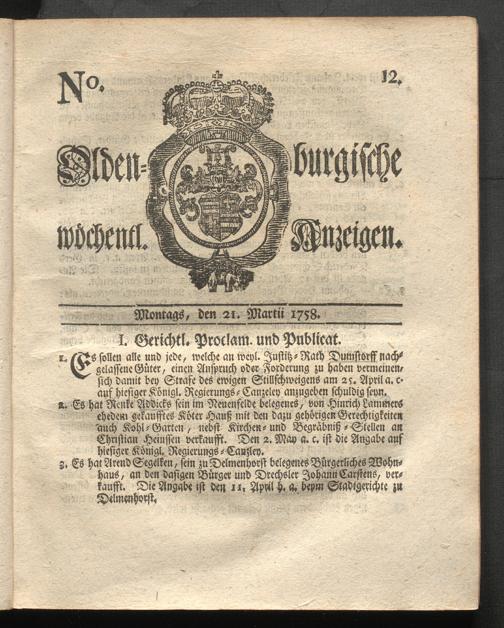 No. 12.
Olden= burgische
wöchentl. Anzeigen.
Montags, den 21. Martii 1758.
I. Gerichtl. Proclam. und Publicat.
1. Es sollen alle und jede, welche an weyl. Justitz-Rath Dumstorff nach=
gelassene Güter, einen Anspruch oder Forderung zu haben vermeinen,
sich damit bey Strafe des ewigen Stillschweigens am 25. April a. c.
auf hiesiger Königl. Regierungs-Canzeley anzugeben schuldig seyn.
2. Es hat Renke Addicks sein im Neuenfelde belegenes, von Hinrich Lammers
ehedem gekaufftes Köter Hauß mit den dazu gehörigen Gerechtigkeiten
auch Kohl-Garten, nebst Kirchen- und Begräbniß-Stellen an
Christian Heinssen verkaufft. Den 2. May a. c. ist die Angabe auf
hiesiger Königl. Regierungs-Canzley.
3. Es hat Arend Segelken, sein zu Delmenhorst belegenes Bürgerliches Wohn=
haus, an den dasigen Bürger und Drechsler Johann Carstens, ver=
kaufft. Die Angabe ist den 11. April h. a. beym Stadtgerichte zu
Delmenhorst.